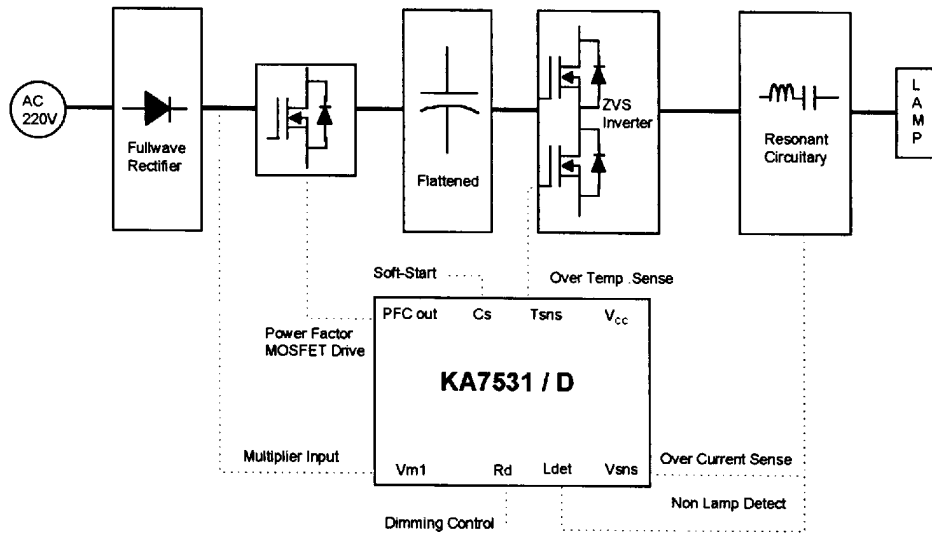 AC
220V
Fullwave
Rectifier
Flattened
ZVS
Inverter
Resonant
Circuitary
LAMP
Soft-Start
Over Temp .Sense
PFC out
Cs
Tsns
VCC
Power Factor
MOSFET Drive
KA7531 / D
Multiplier Input
Vm1
Rd
Ldet
Vsns
Over Current Sense
Non Lamp Detect
Dimming Control